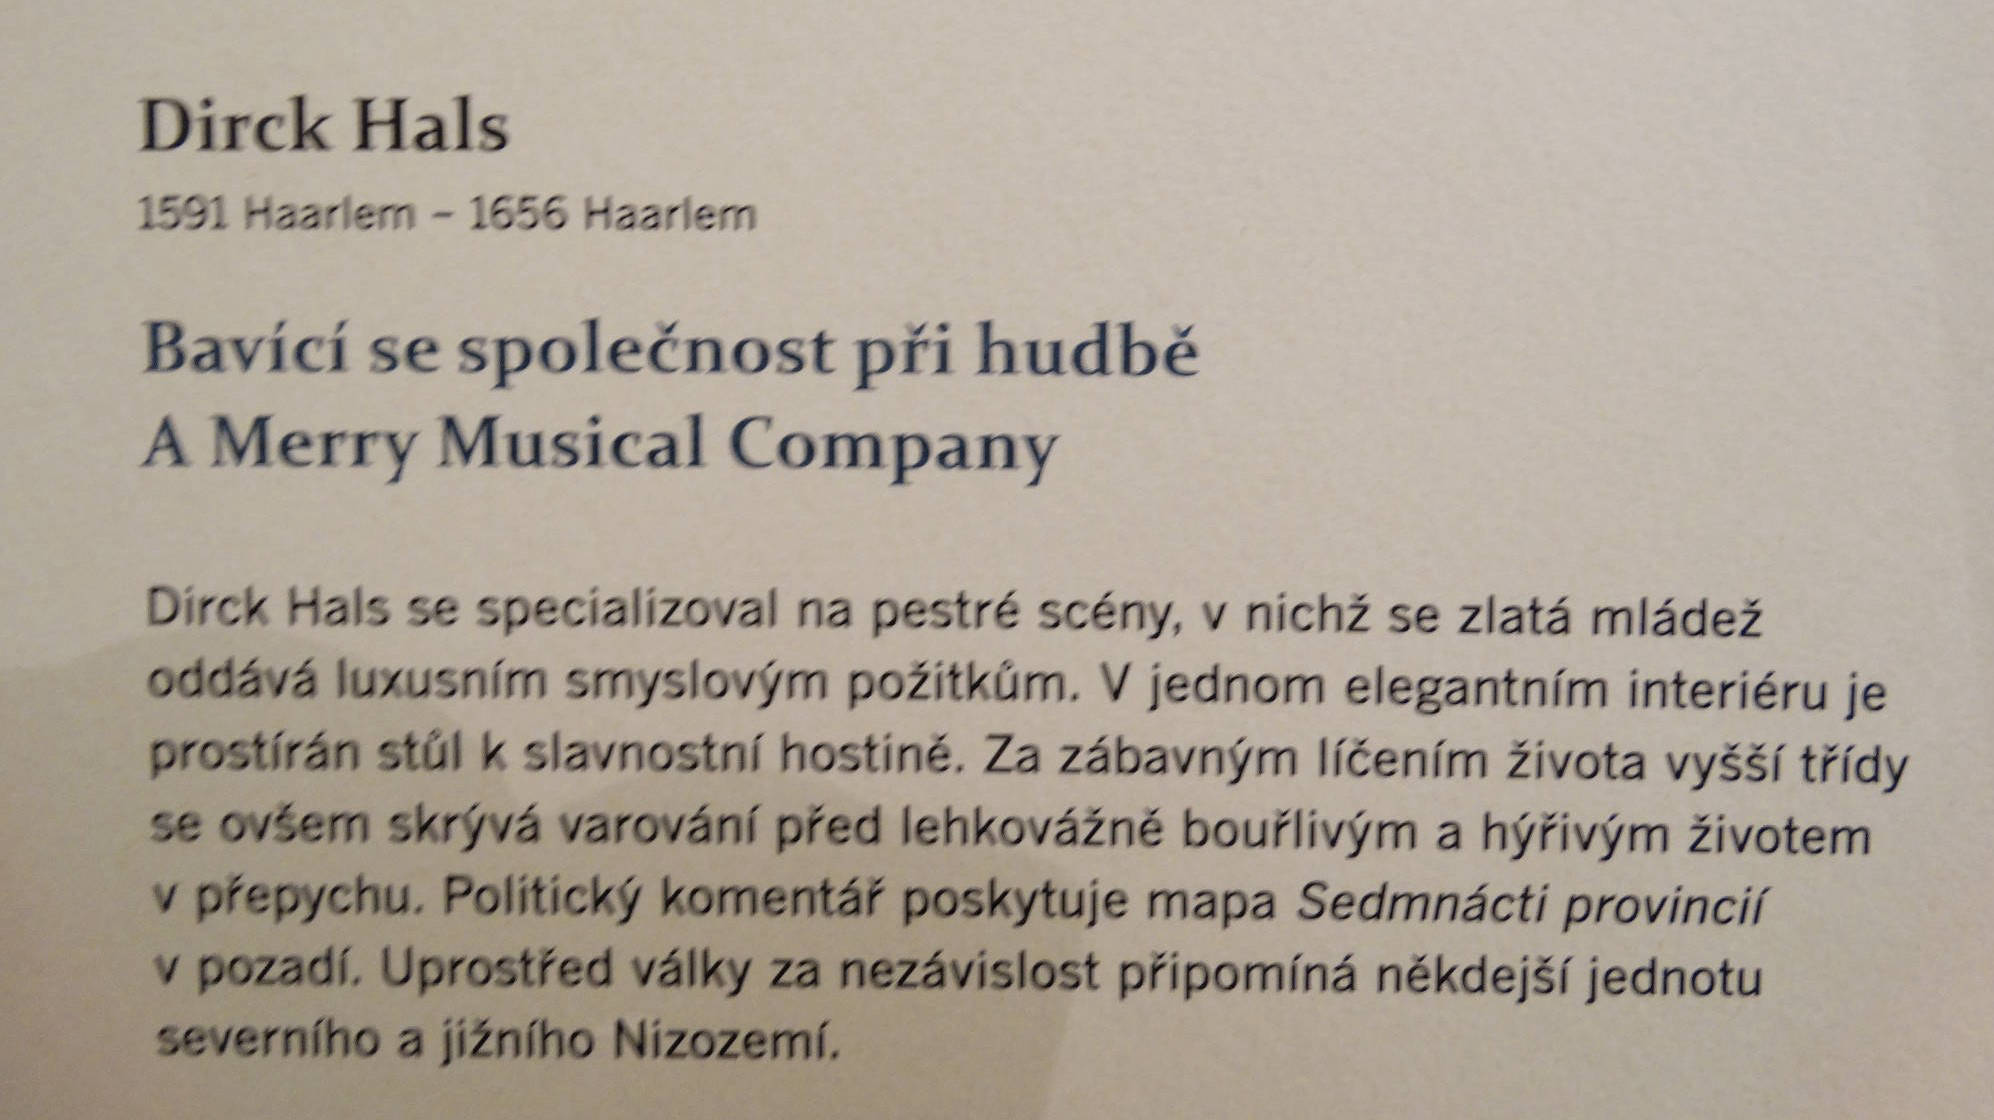 Dirck Hals
1591 Haarlem – 1656 Haarlem
Bavící se společnost při hudbě
A Merry Musical Company
Dirck Hals se specializoval na pestré scény, v nichž se zlatá mládež
oddává luxusním smyslovým požitkům. V jednom elegantním interiéru je
prostírán stůl k slavnostní hostině. Za zábavným líčením života vyšší třídy
se ovšem skrývá varování před lehkovážně bouřlivým a hýřivým životem
v přepychu. Politický komentář poskytuje mapa Sedmnácti provincií
v pozadí. Uprostřed války za nezávislost připomíná někdejší jednotu
severního a jižního Nizozemí.